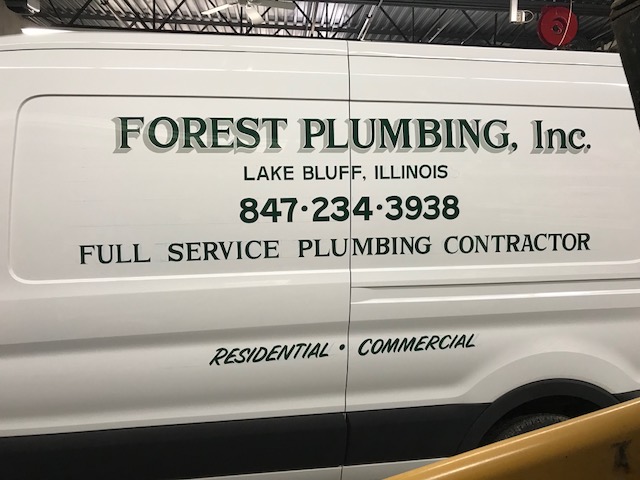 FOREST PLUMBING, Inc.
LAKE BLUFF, ILLINOIS
847·234·3938
FULL SERVICE PLUMBING CONTRACTOR
RESIDENTIAL · COMMERCIAL